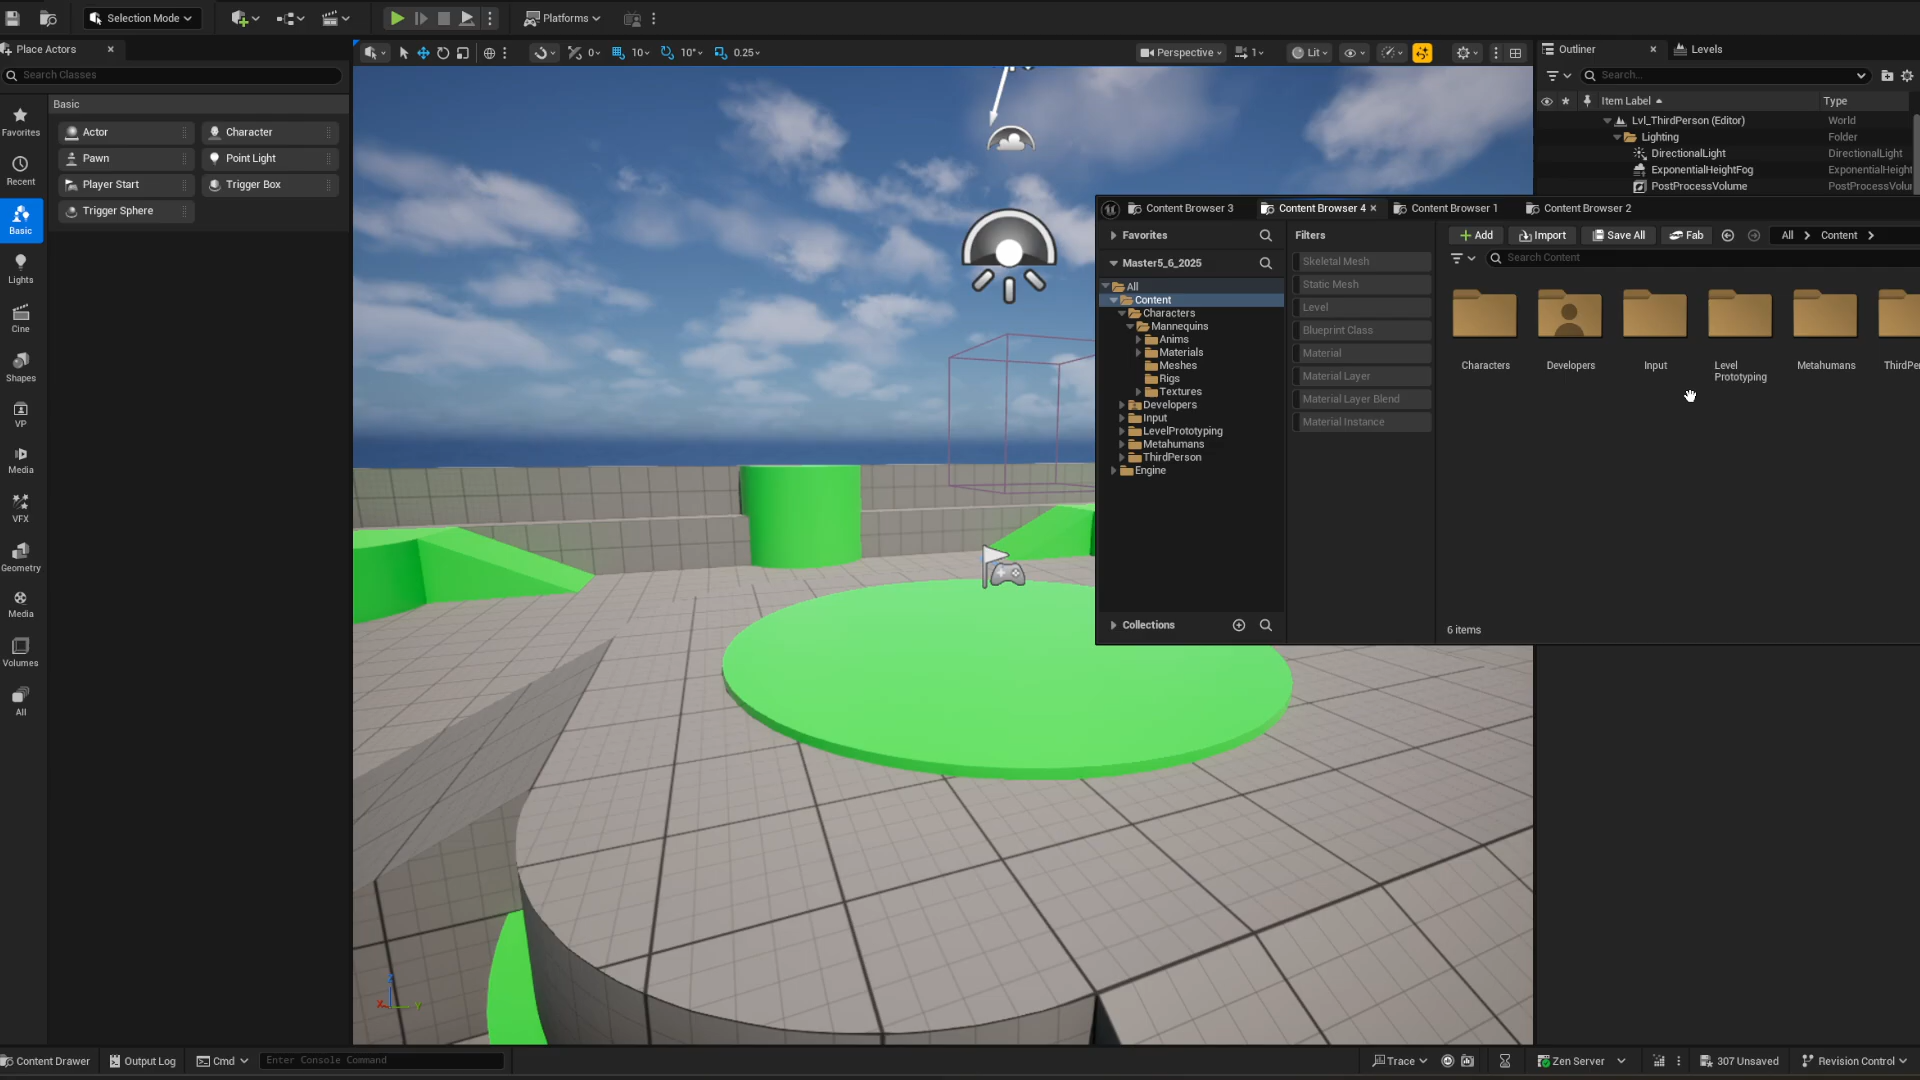 Selection Mode
Platforms
Place Actors
Search Classes
Favorites
Recent
Basic
Lights
Cine
Shapes
VP
Media
VFX
Geometry
Media
Volumes
All
Basic
Actor
Character
Pawn
Point Light
Player Start
Trigger Box
Trigger Sphere
0
10
10°
0.25
Perspective
1
Lit
Outliner
Levels
Search...
Item Label
Type
Lvl_ThirdPerson (Editor)
World
Lighting
Folder
DirectionalLight
DirectionalLight
ExponentialHeightFog
ExponentialHeight
PostProcessVolume
PostProcessVolu
Content Browser 3
Content Browser 4
Content Browser 1
Content Browser 2
Favorites
Master5_6_2025
All
Content
Characters
Mannequins
Anims
Materials
Meshes
Rigs
Textures
Developers
Input
LevelPrototyping
Metahumans
ThirdPerson
Engine
Collections
Filters
Skeletal Mesh
Static Mesh
Level
Blueprint Class
Material
Material Layer
Material Layer Blend
Material Instance
Add
Import
Save All
Fab
All
Content
Search Content
Characters
Developers
Input
Level
Prototyping
Metahumans
ThirdPe
6 items
Z
X
Y
Content Drawer
Output Log
Cmd
Enter Console Command
Trace
Zen Server
307 Unsaved
Revision Control